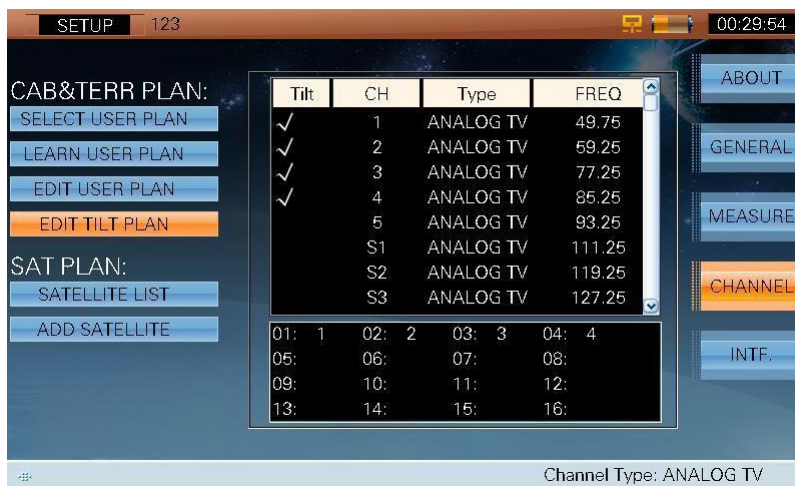 SETUP 123 00:29:54
CAB&TERR PLAN:
SELECT USER PLAN
LEARN USER PLAN
EDIT USER PLAN
EDIT TILT PLAN
SAT PLAN:
SATELLITE LIST
ADD SATELLITE
Tilt CH Type FREQ
√ 1 ANALOG TV 49.75
√ 2 ANALOG TV 59.25
√ 3 ANALOG TV 77.25
√ 4 ANALOG TV 85.25
5 ANALOG TV 93.25
S1 ANALOG TV 111.25
S2 ANALOG TV 119.25
S3 ANALOG TV 127.25
01: 1 02: 2 03: 3 04: 4
05: 06: 07: 08:
09: 10: 11: 12:
13: 14: 15: 16:
ABOUT
GENERAL
MEASURE
CHANNEL
INTF.
Channel Type: ANALOG TV